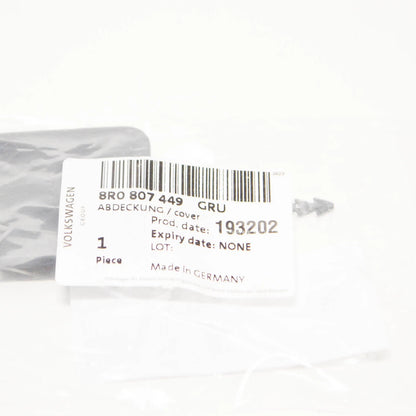 VOLKSWAGEN
GROUP
8R0 807 449 GRU
ABDECKUNG / cover
Prod. date: 193202
Expiry date: NONE
LOT:
1
Piece
Made in GERMANY